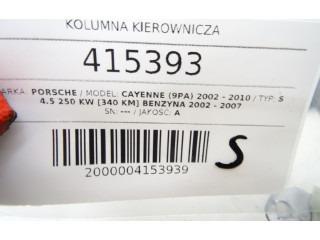 KOLUMNA KIEROWNICZA
415393
ARKA: PORSCHE / MODEL: CAYENNE (9PA) 2002 - 2010 / TYP: S
4.5 250 KW [340 KM] BENZYNA 2002 - 2007
SN: --- / JAKOŚĆ: A
2000004153939
S